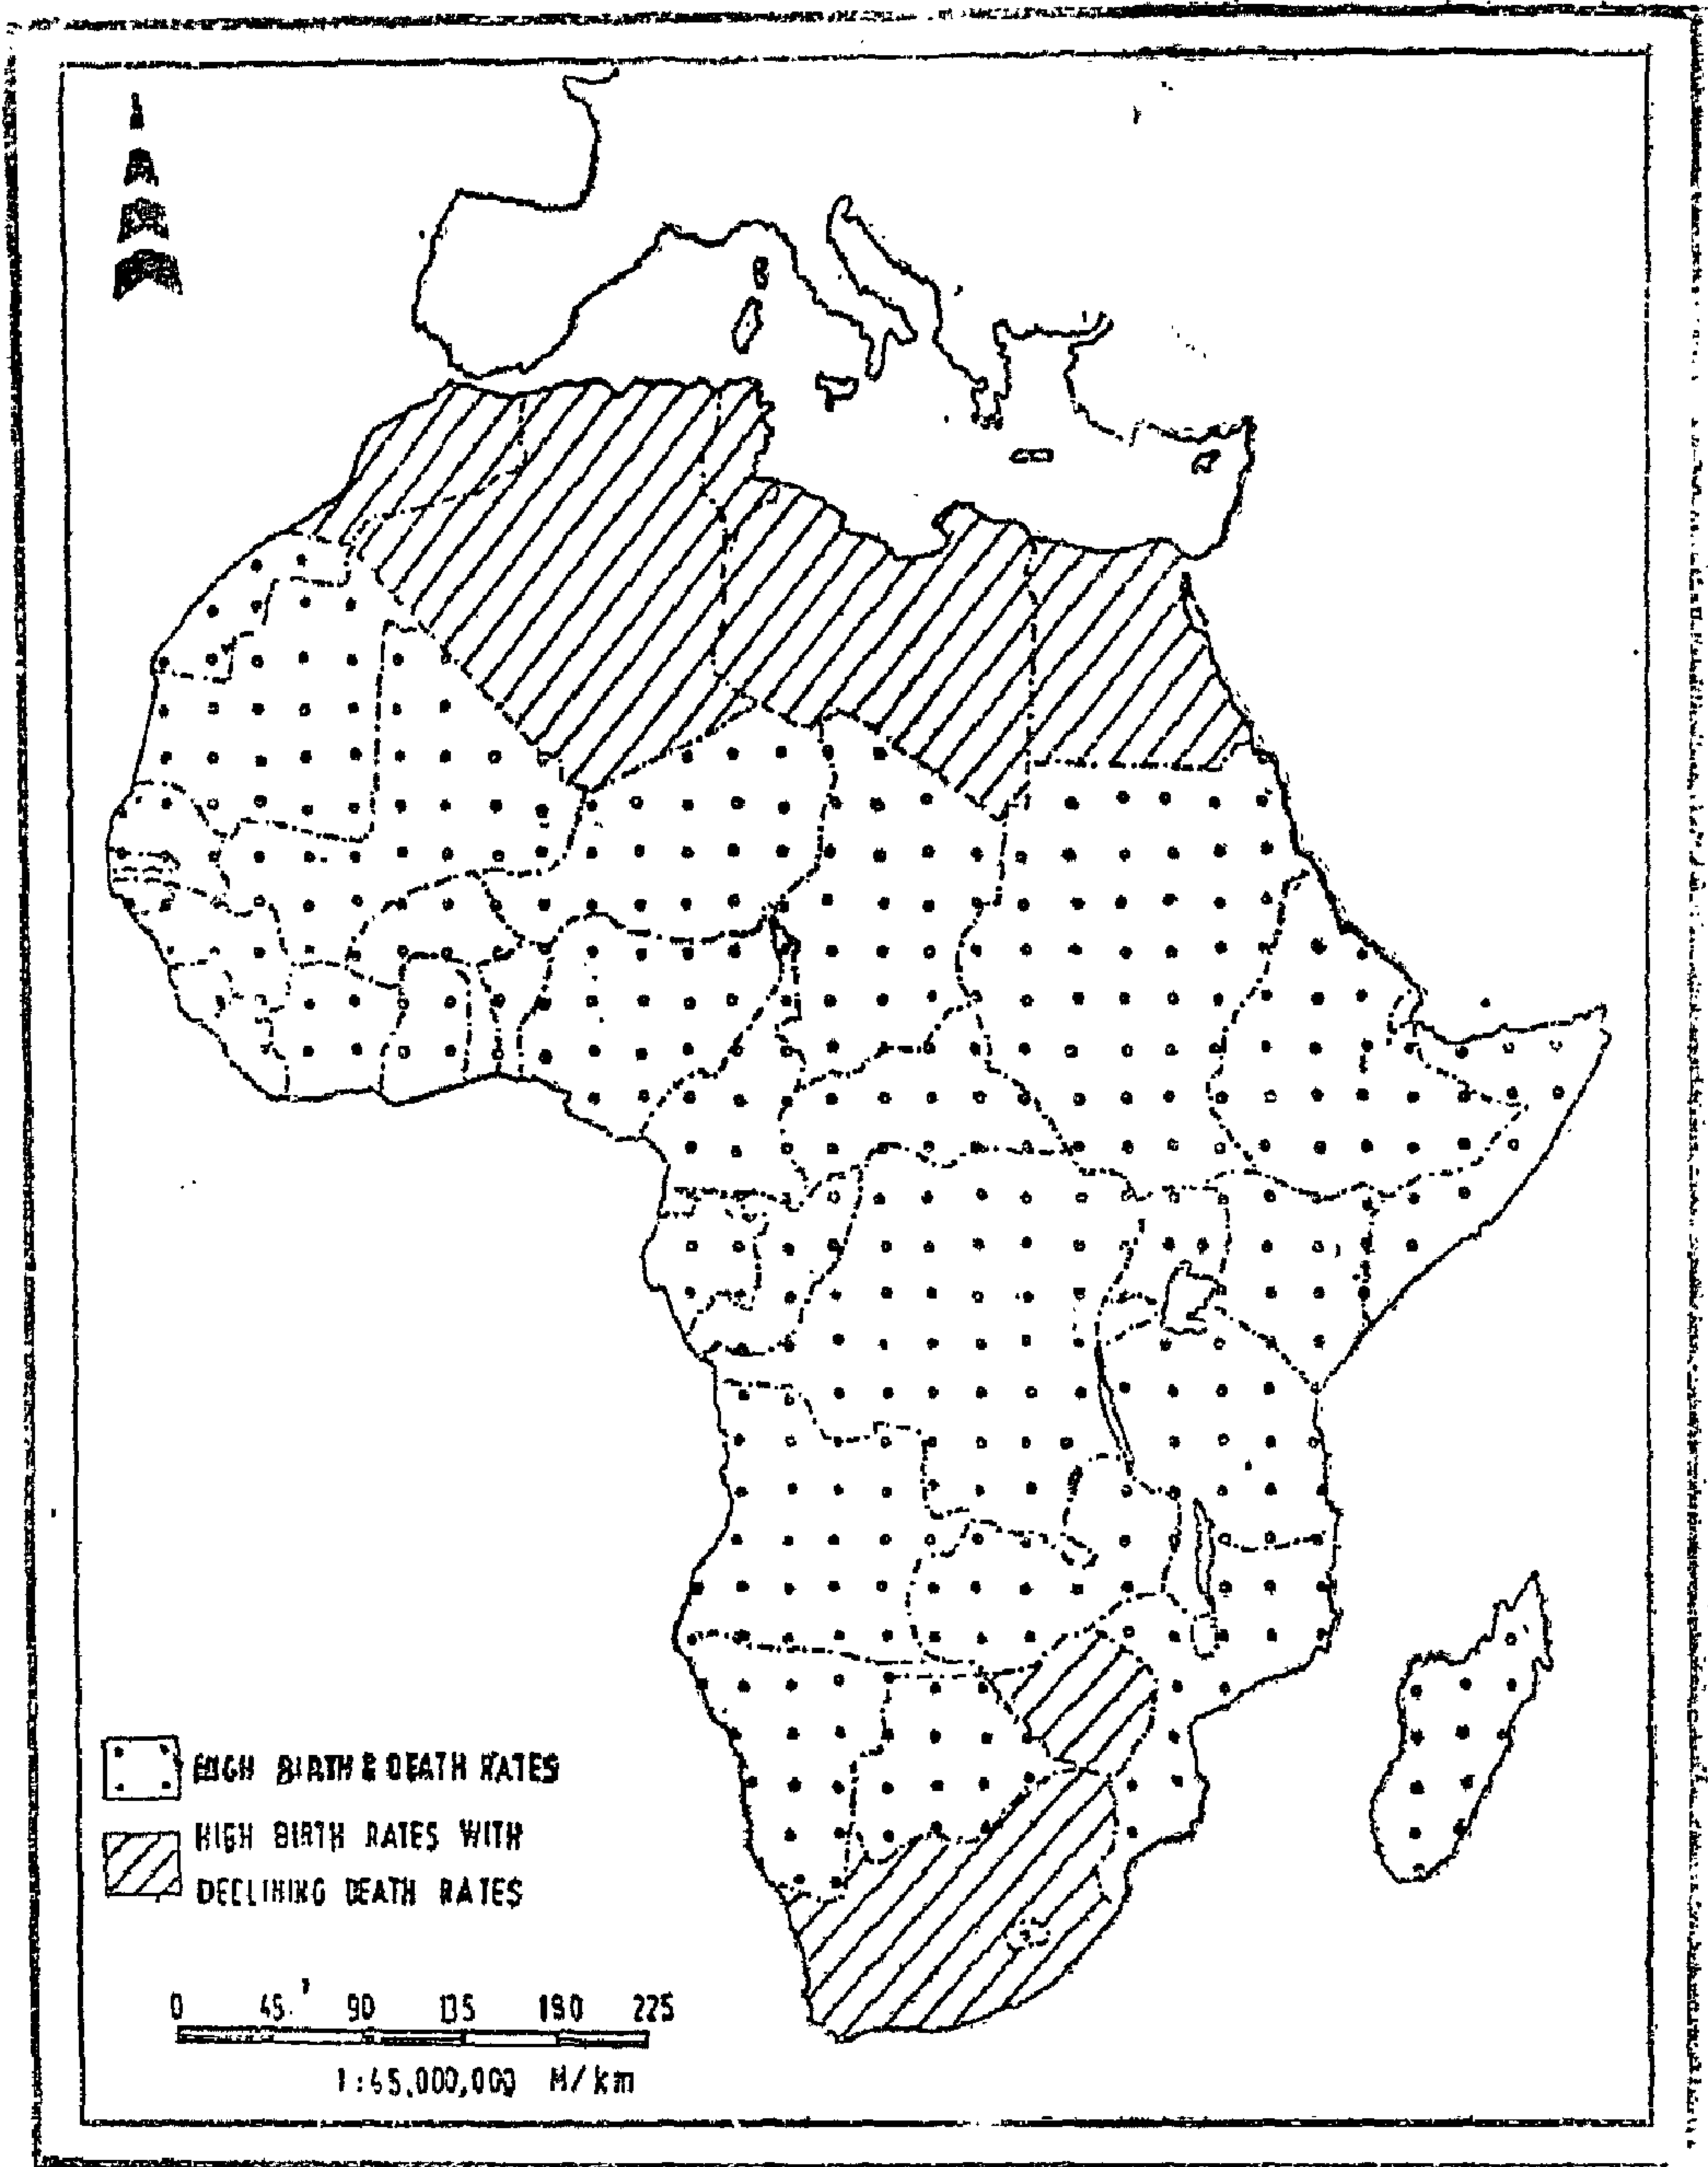 HIGH BIRTH & DEATH RATES
HIGH BIRTH RATES WITH
DECLINING DEATH RATES
0 45 90 135 180 225
1:45,000,000 M/km